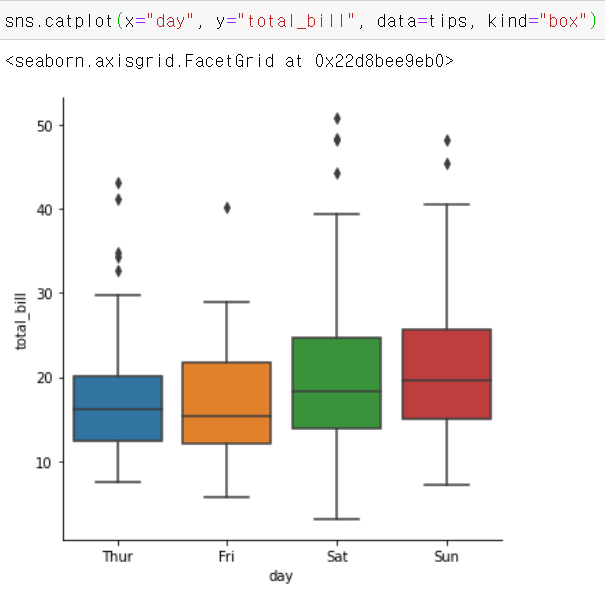 sns.catplot(x="day", y="total_bill", data=tips, kind="box")
<seaborn.axisgrid.FacetGrid at 0x22d8bee9eb0>
50
40
30
20
10
total_bill
Thur Fri Sat Sun
day